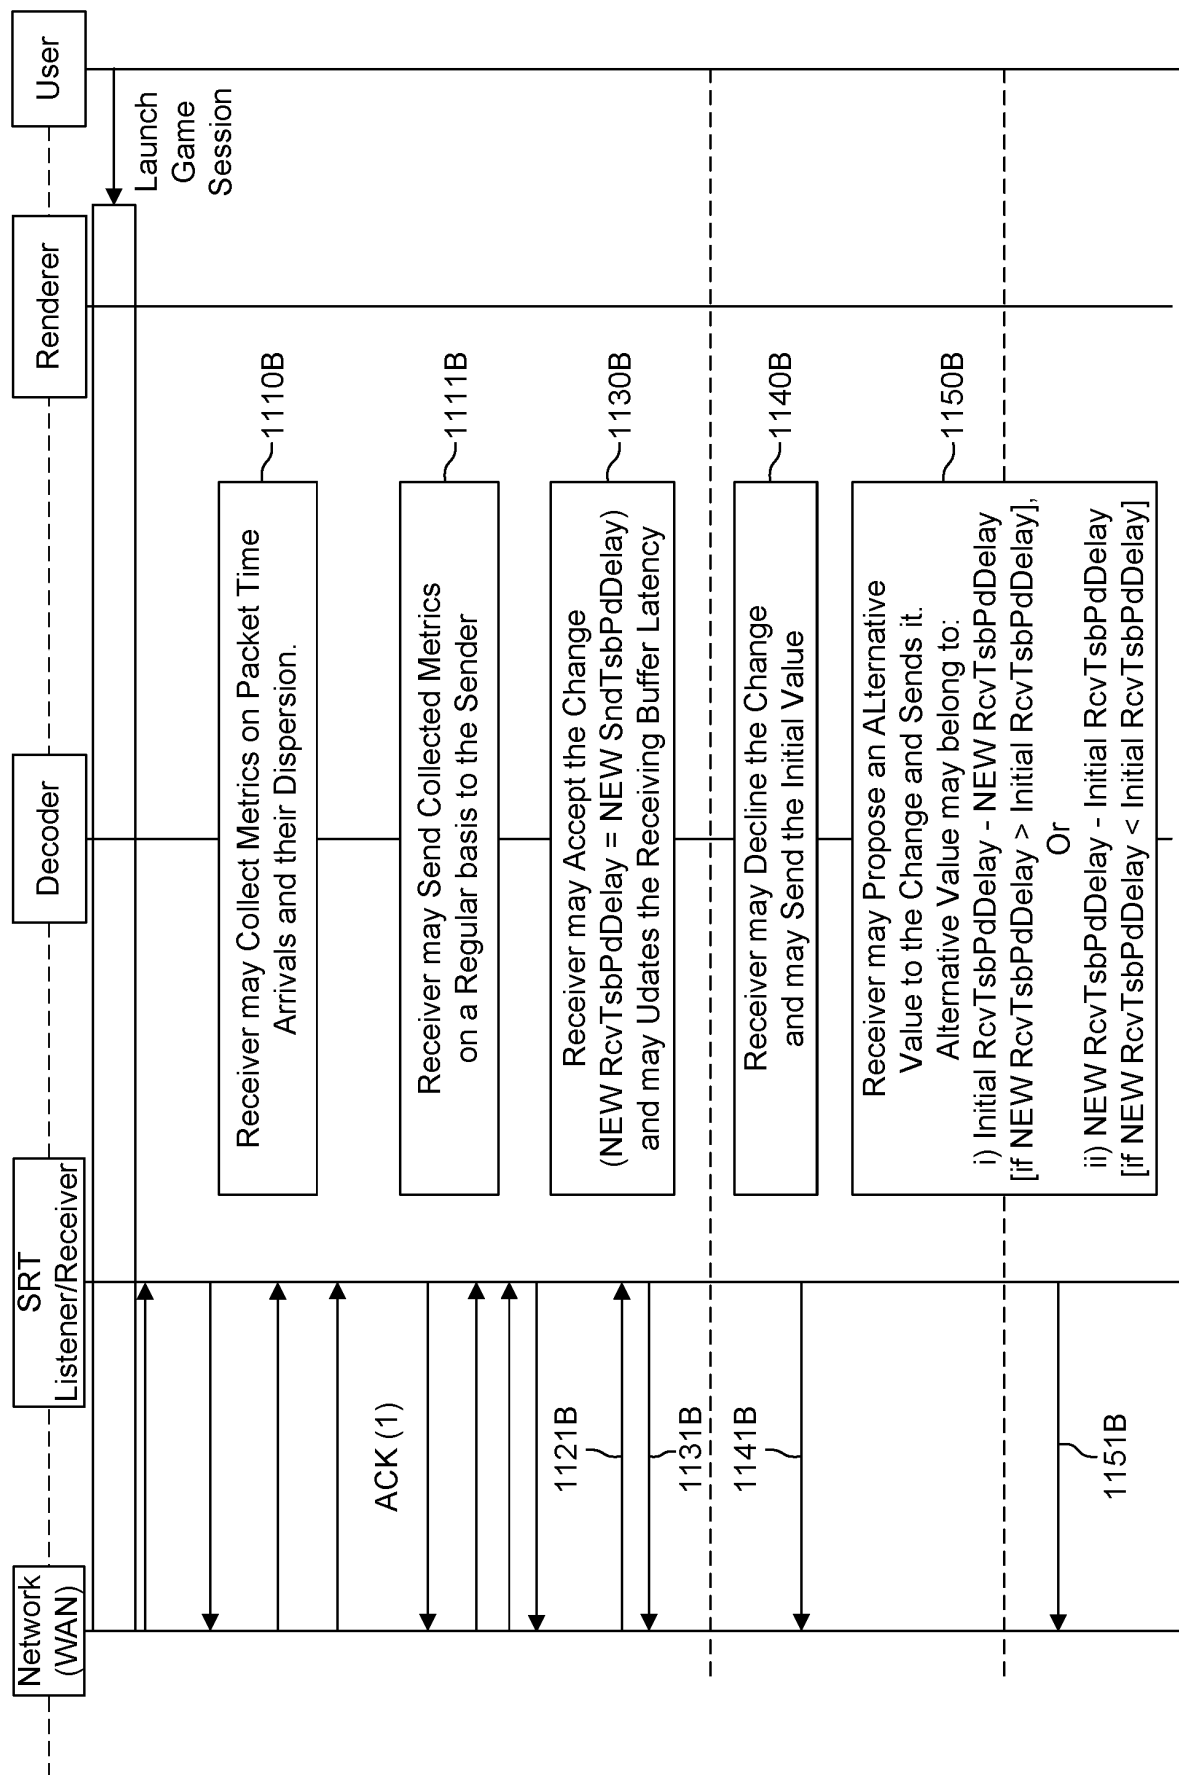 Network
(WAN)
SRT
Listener/Receiver
Decoder
Renderer
User
Launch
Game
Session
Receiver may Collect Metrics on Packet Time
Arrivals and their Dispersion.
1110B
ACK (1)
Receiver may Send Collected Metrics
on a Regular basis to the Sender
1111B
1121B
Receiver may Accept the Change
(NEW RcvTsbPdDelay = NEW SndTsbPdDelay)
and may Udates the Receiving Buffer Latency
1130B
1131B
1141B
Receiver may Decline the Change
and may Send the Initial Value
1140B
Receiver may Propose an ALternative
Value to the Change and Sends it.
Alternative Value may belong to:
i) Initial RcvTsbPdDelay - NEW RcvTsbPdDelay
[if NEW RcvTsbPdDelay > Initial RcvTsbPdDelay],
Or
ii) NEW RcvTsbPdDelay - Initial RcvTsbPdDelay
[if NEW RcvTsbPdDelay < Initial RcvTsbPdDelay]
1150B
1151B